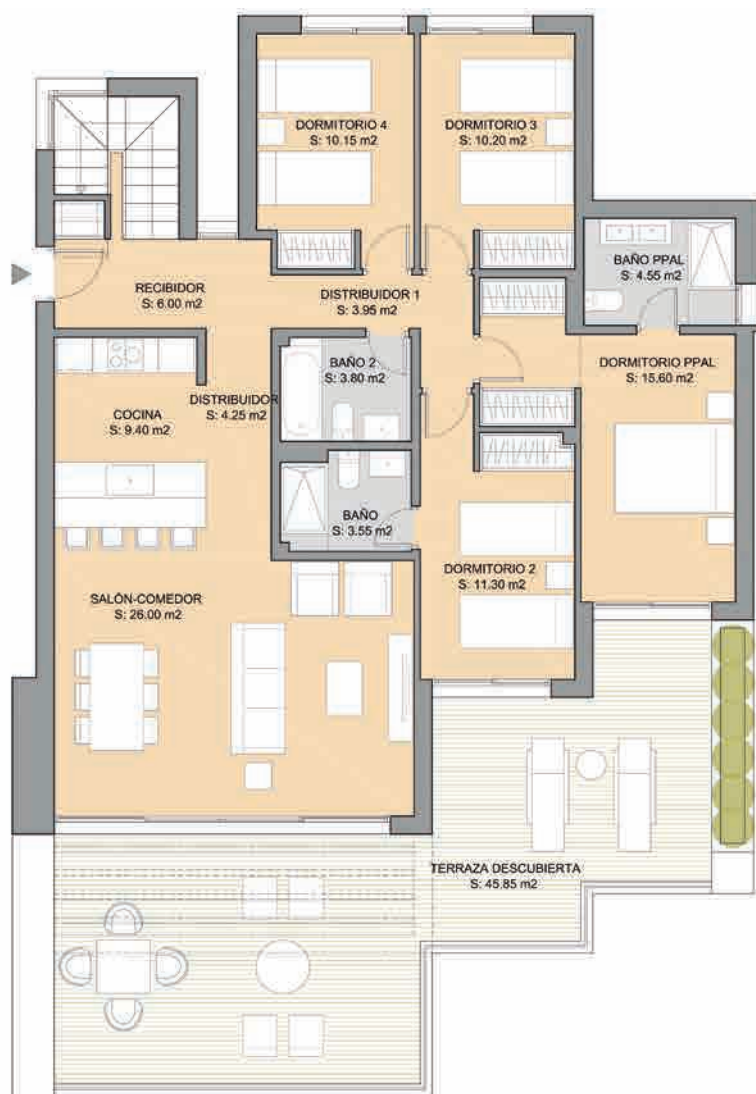 DORMITORIO 4
S: 10.15 m2
DORMITORIO 3
S: 10.20 m2
BAÑO PPAL
S: 4.55 m2
RECIBIDOR
S: 6.00 m2
DISTRIBUIDOR 1
S: 3.95 m2
BAÑO 2
S: 3.80 m2
DORMITORIO PPAL
S: 15.60 m2
DISTRIBUIDOR
S: 4.25 m2
COCINA
S: 9.40 m2
BAÑO
S: 3.55 m2
DORMITORIO 2
S: 11.30 m2
SALÓN-COMEDOR
S: 26.00 m2
TERRAZA DESCUBIERTA
S: 45.85 m2